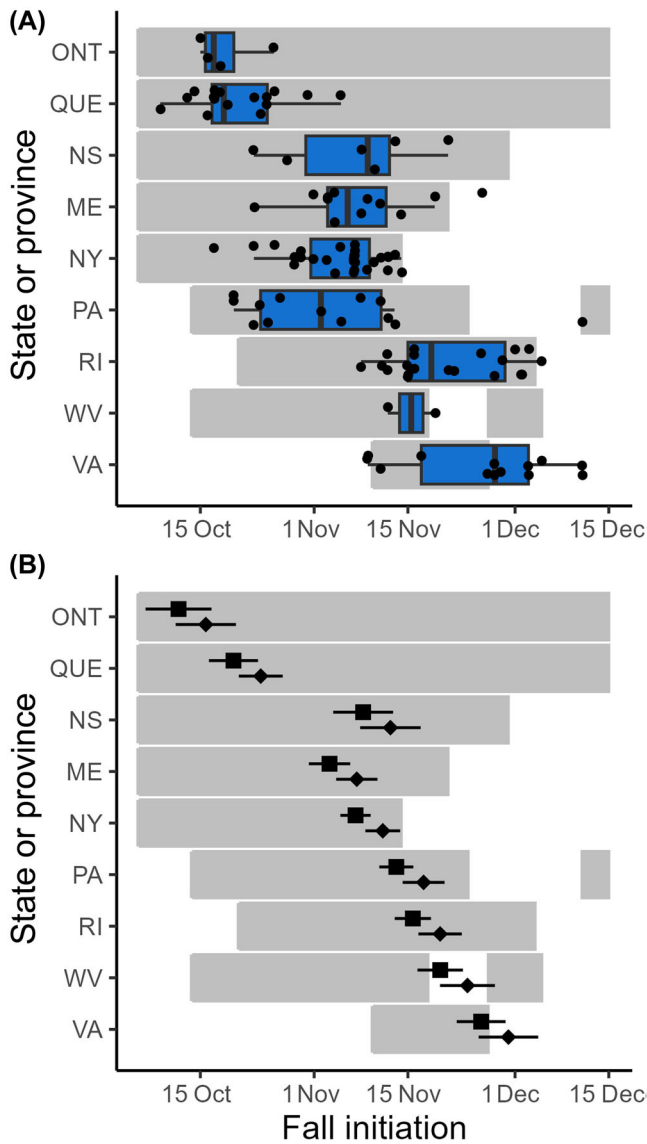 (A)
State or province
ONT
QUE
NS
ME
NY
PA
RI
WV
VA
15 Oct 1 Nov 15 Nov 1 Dec 15 Dec
(B)
State or province
ONT
QUE
NS
ME
NY
PA
RI
WV
VA
15 Oct 1 Nov 15 Nov 1 Dec 15 Dec
Fall initiation